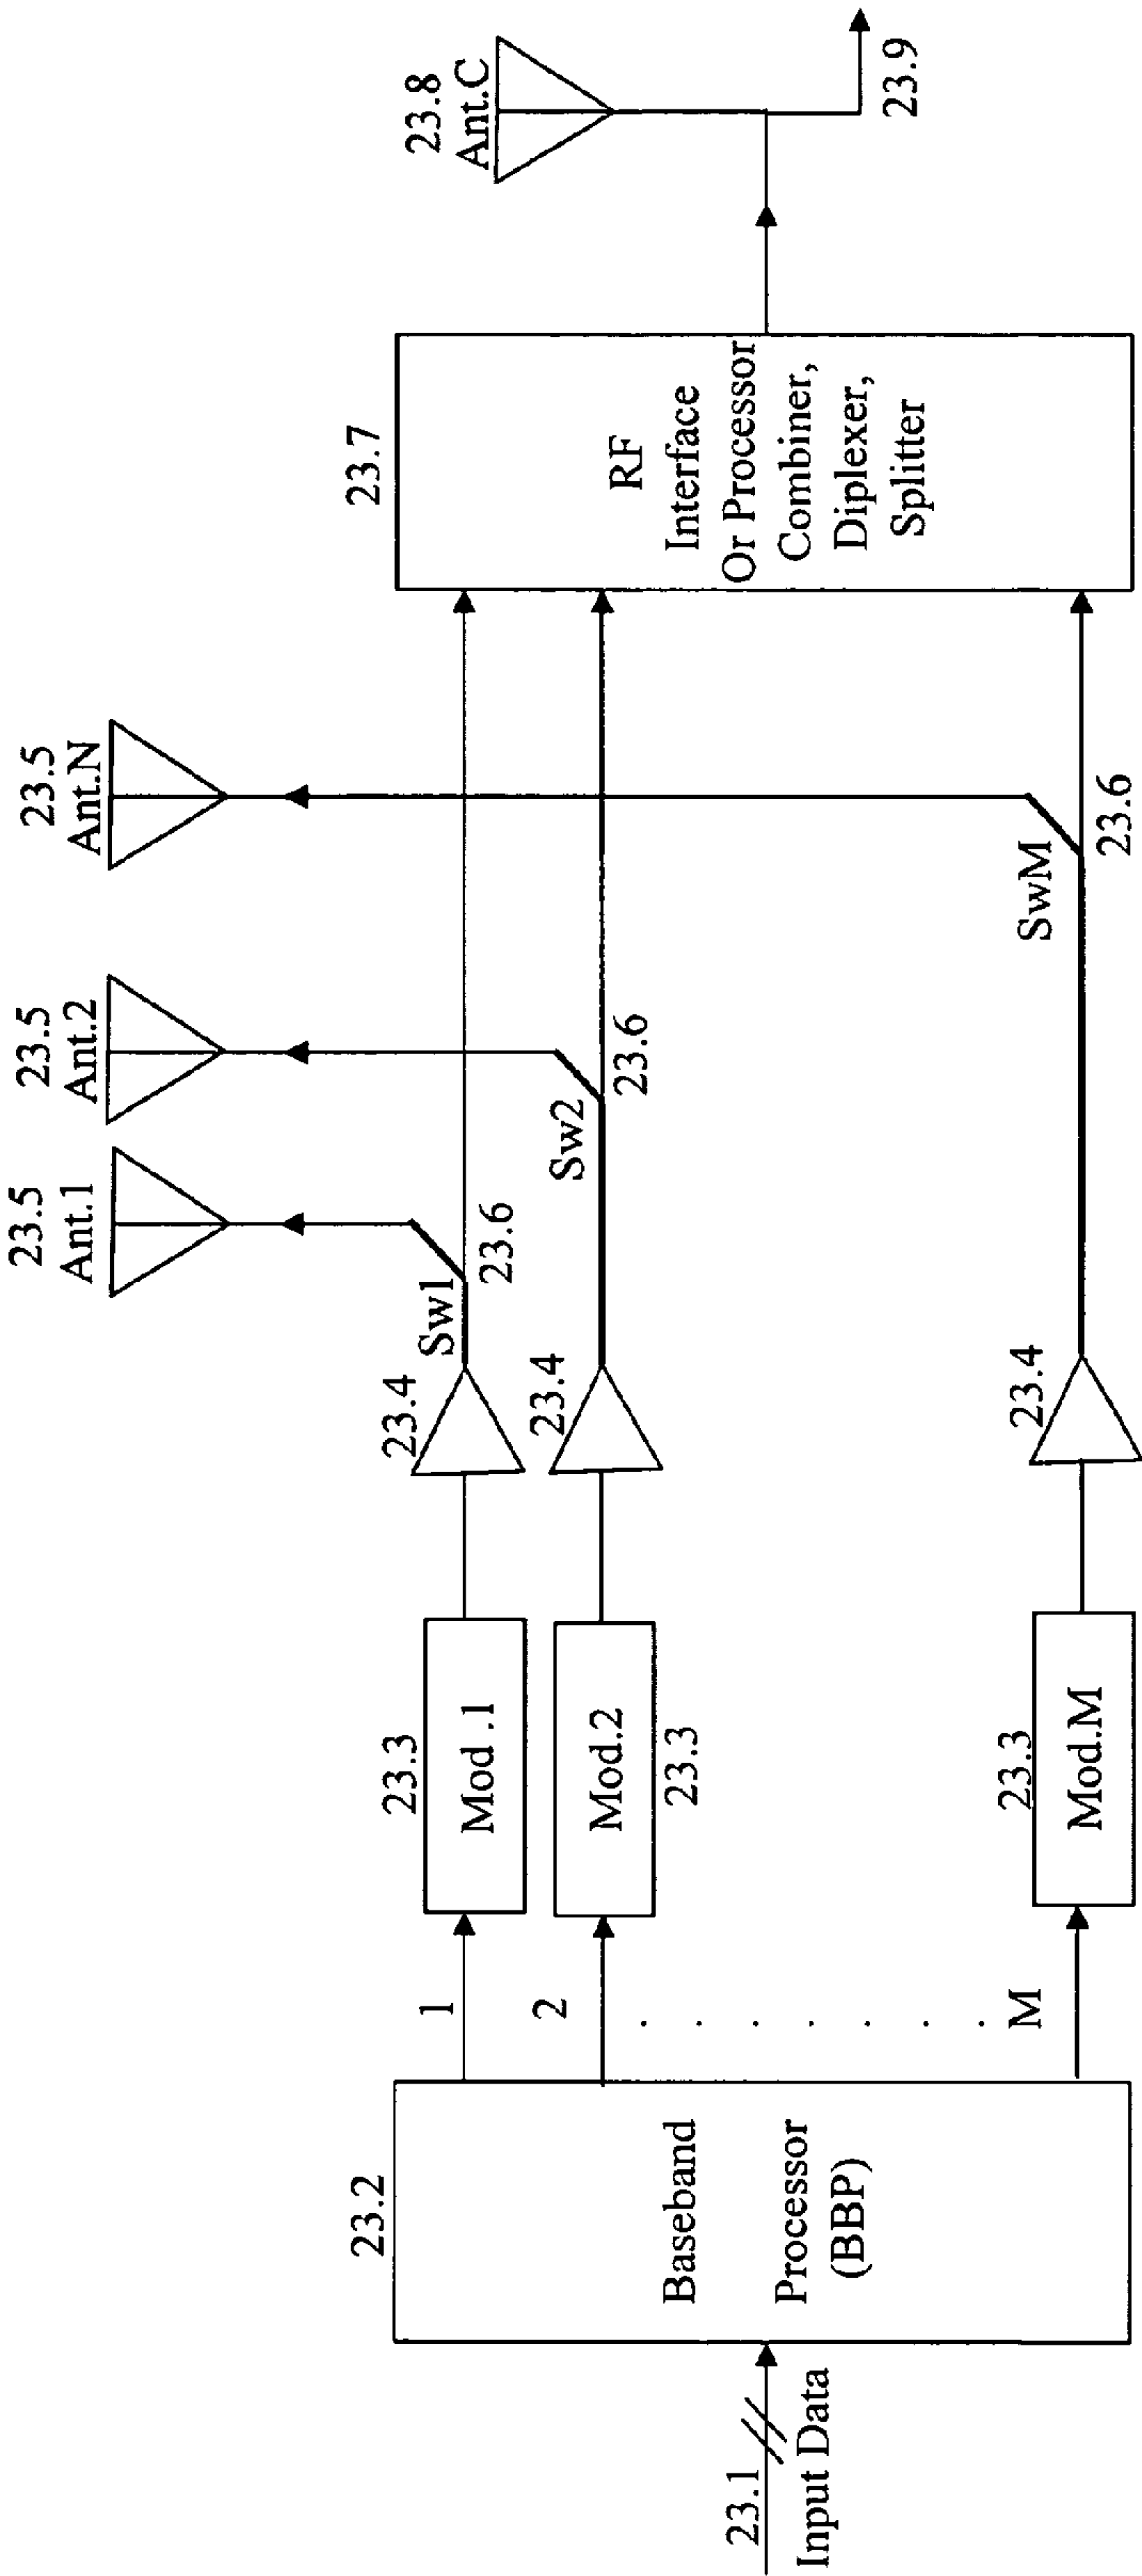 23.1
Input Data
23.2
Baseband
Processor
(BBP)
1
2
. . . . . . .
M
23.3
Mod .1
Mod.2
23.3
23.3
Mod.M
23.4
23.4
23.4
Sw1
23.6
Sw2
23.6
SwM
23.6
23.5
Ant.1
23.5
Ant.2
23.5
Ant.N
23.7
RF
Interface
Or Processor
Combiner,
Diplexer,
Splitter
23.8
Ant.C
23.9